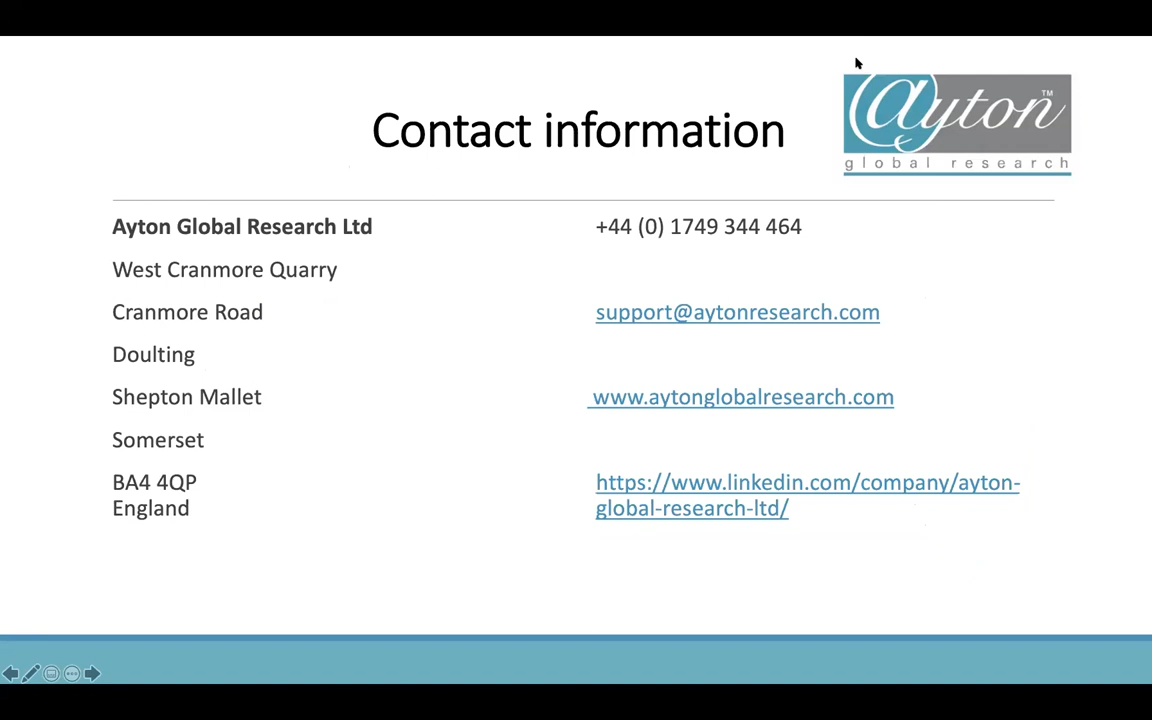 Contact information
@yton™
global research
Ayton Global Research Ltd
West Cranmore Quarry
Cranmore Road
Doulting
Shepton Mallet
Somerset
BA4 4QP
England
+44 (0) 1749 344 464
support@aytonresearch.com
www.aytonglobalresearch.com
https://www.linkedin.com/company/ayton-
global-research-ltd/